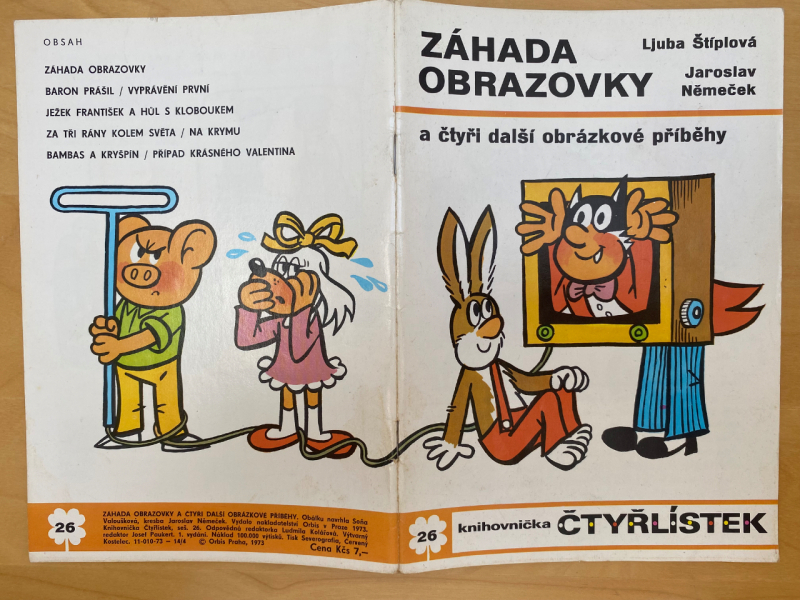 OBSAH
ZÁHADA OBRAZOVKY
BARON PRÁŠIL / VYPRÁVĚNÍ PRVNÍ
JEŽEK FRANTIŠEK A HŮL S KLOBOUKEM
ZA TŘI RÁNY KOLEM SVĚTA / NA KRYMU
BAMBAS A KRYŠPÍN / PŘÍPAD KRÁSNÉHO VALENTINA
26
ZÁHADA OBRAZOVKY A ČTYŘI DALŠÍ OBRÁZKOVÉ PŘÍBĚHY. Obálku navrhla Soňa
Valoušková, kresba Jaroslav Němeček. Vydalo nakladatelství Orbis v Praze 1973.
Knihovnička Čtyřlístek, seš. 26. Odpovědná redaktorka Ludmila Kolářová. Výtvarný
redaktor Josef Paukert. 1. vydání. Náklad 100.000 výtisků. Tisk Severografia, Červený
Kostelec. 11-010-73 — 14/4 © Orbis Praha, 1973
Cena Kčs 7,—
ZÁHADA
OBRAZOVKY
Ljuba Štíplová
Jaroslav
Němeček
a čtyři další obrázkové příběhy
26
knihovnička ČTYŘLÍSTEK